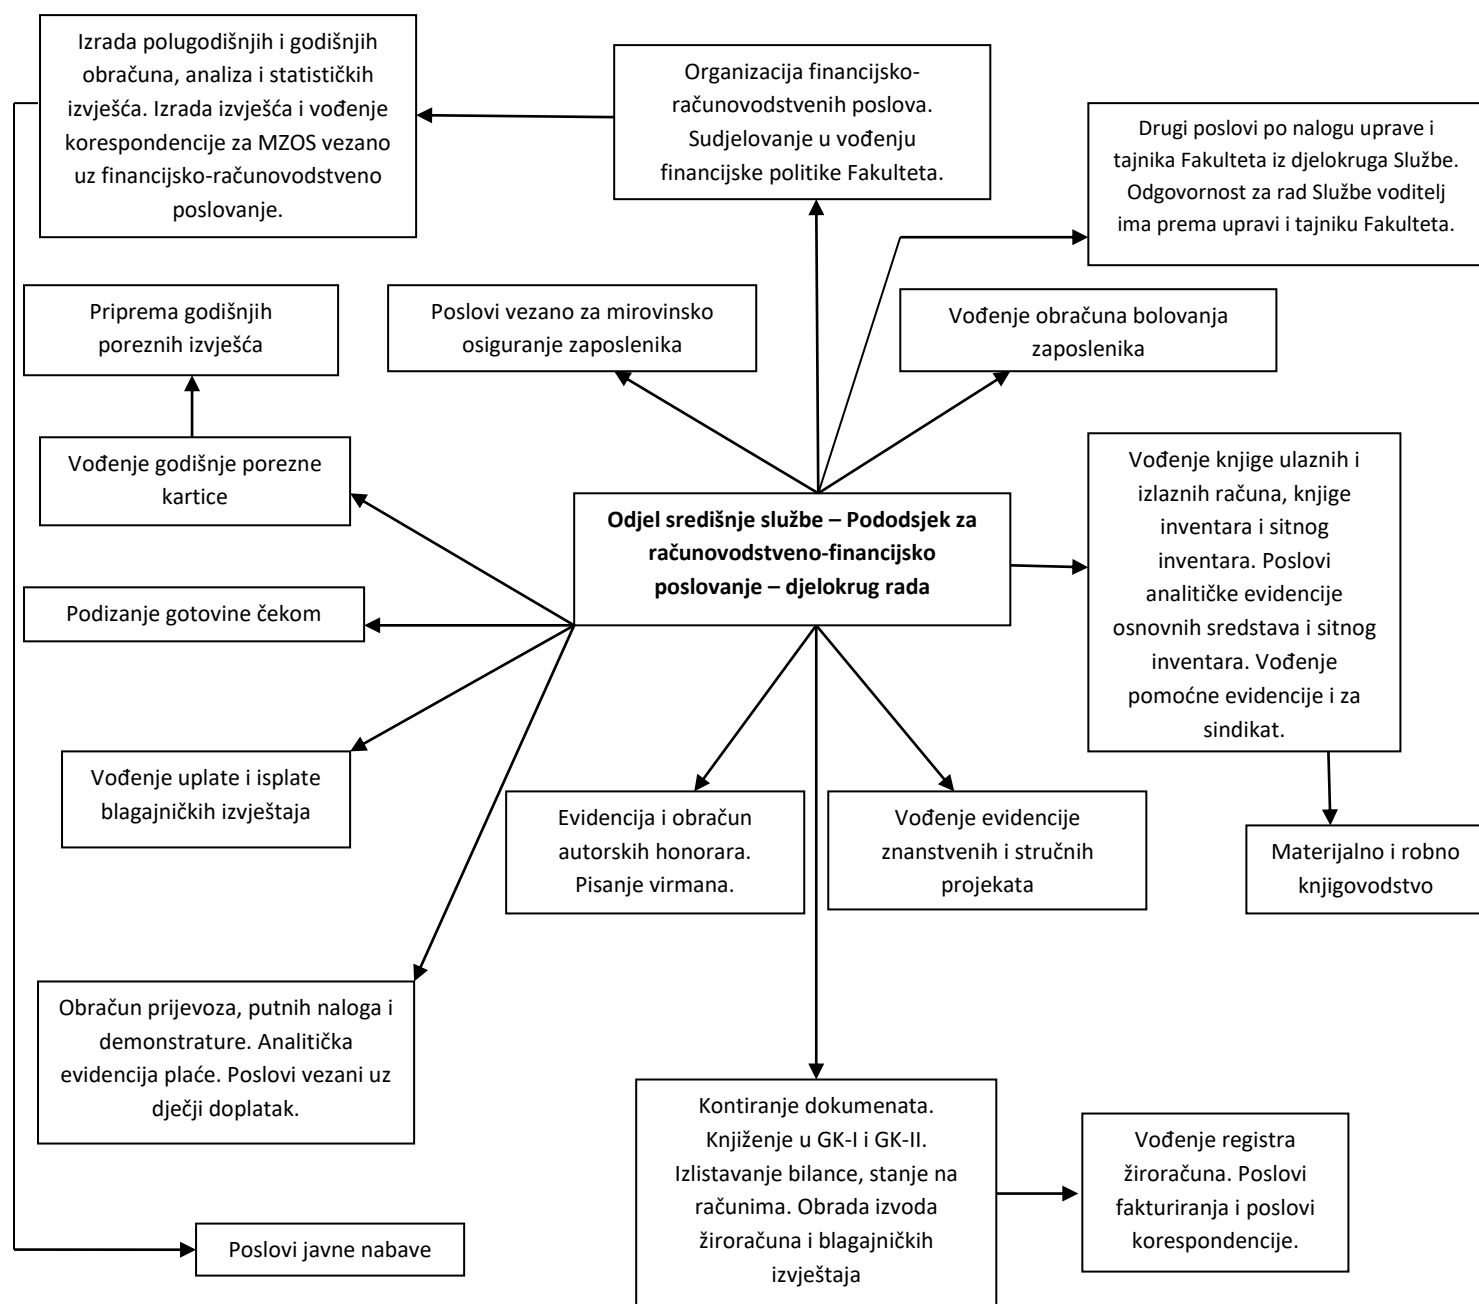 Izrada polugodišnjih i godišnjih
obračuna, analiza i statističkih
izvješća. Izrada izvješća i vođenje
korespondencije za MZOS vezano
uz financijsko-računovodstveno
poslovanje.
Organizacija financijsko-
računovodstvenih poslova.
Sudjelovanje u vođenju
financijske politike Fakulteta.
Drugi poslovi po nalogu uprave i
tajnika Fakulteta iz djelokruga Službe.
Odgovornost za rad Službe voditelj
ima prema upravi i tajniku Fakulteta.
Priprema godišnjih
poreznih izvješća
Poslovi vezano za mirovinsko
osiguranje zaposlenika
Vođenje obračuna bolovanja
zaposlenika
Vođenje godišnje porezne
kartice
Odjel središnje službe – Pododsjek za
računovodstveno-financijsko
poslovanje – djelokrug rada
Vođenje knjige ulaznih i
izlaznih računa, knjige
inventara i sitnog
inventara. Poslovi
analitičke evidencije
osnovnih sredstava i sitnog
inventara. Vođenje
pomoćne evidencije i za
sindikat.
Podizanje gotovine čekom
Vođenje uplate i isplate
blagajničkih izvještaja
Evidencija i obračun
autorskih honorara.
Pisanje virmana.
Vođenje evidencije
znanstvenih i stručnih
projekata
Materijalno i robno
knjigovodstvo
Obračun prijevoza, putnih naloga i
demonstrature. Analitička
evidencija plaće. Poslovi vezani uz
dječji doplatak.
Kontiranje dokumenata.
Knjiženje u GK-I i GK-II.
Izlistavanje bilance, stanje na
računima. Obrada izvoda
žiroračuna i blagajničkih
izvještaja
Vođenje registra
žiroračuna. Poslovi
fakturiranja i poslovi
korespondencije.
Poslovi javne nabave